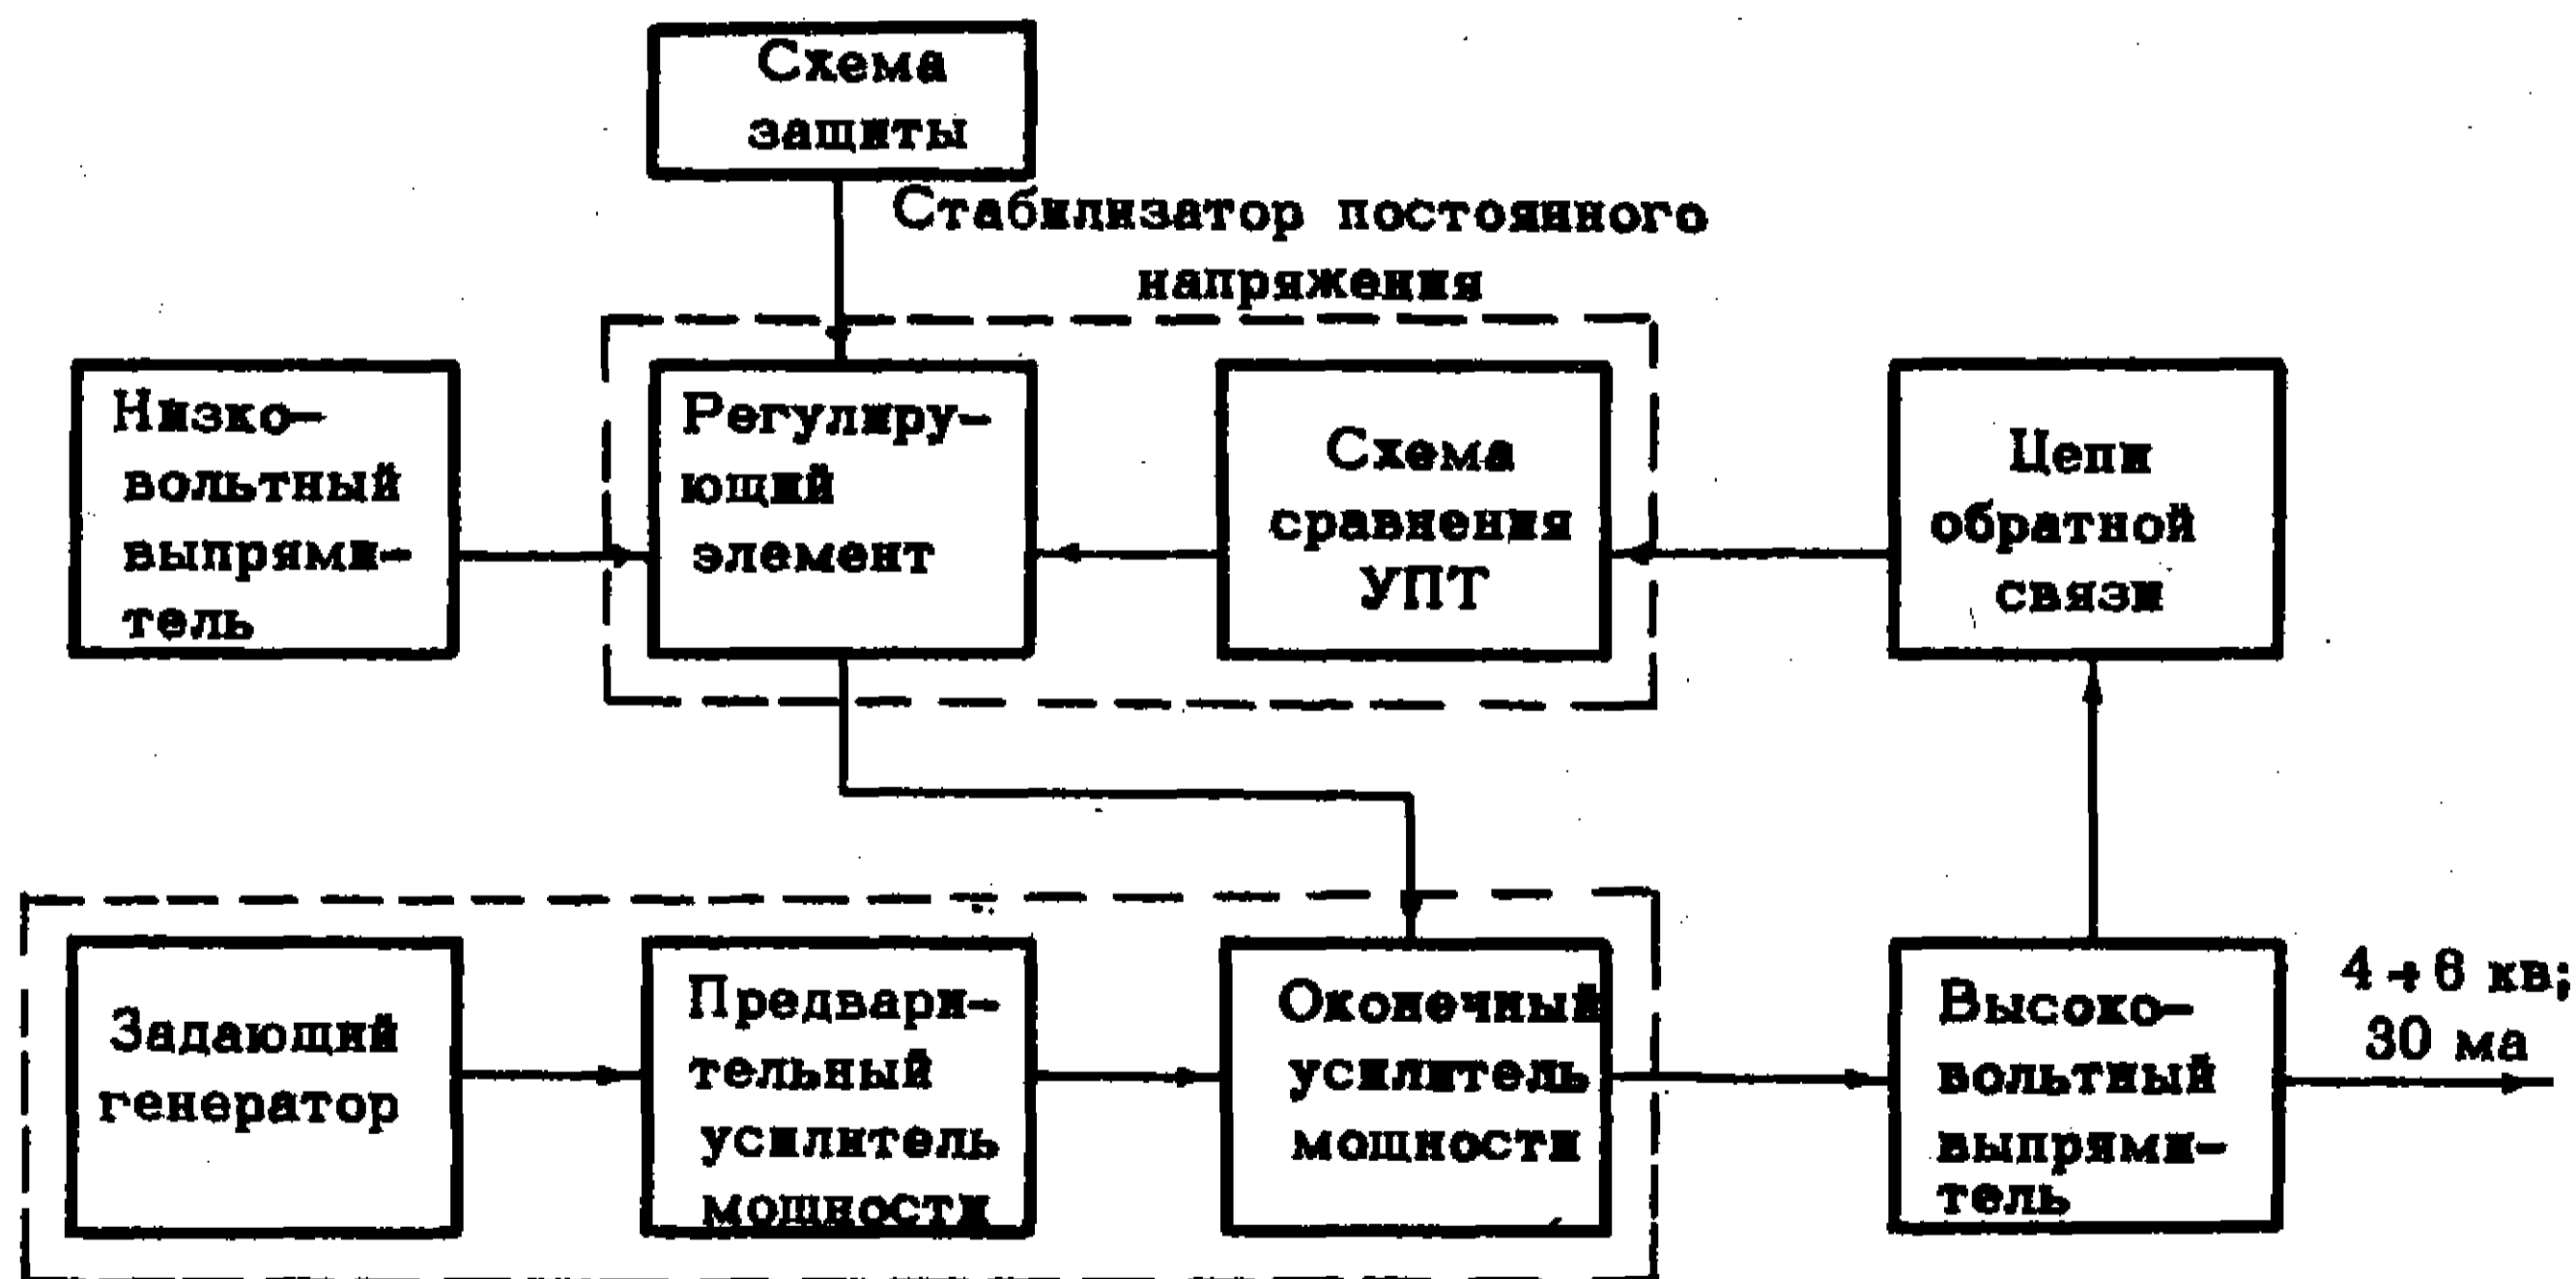 Схема
защиты
Стабилизатор постоянного
напряжения
Низко-
вольтный
выпрями-
тель
Регулиру-
ющий
элемент
Схема
сравнения
УПТ
Цепи
обратной
связи
Задающий
генератор
Предвари-
тельный
усилитель
мощности
Оконечный
усилитель
мощности
Высоко-
вольтный
выпрями-
тель
4÷6 кв;
30 ма